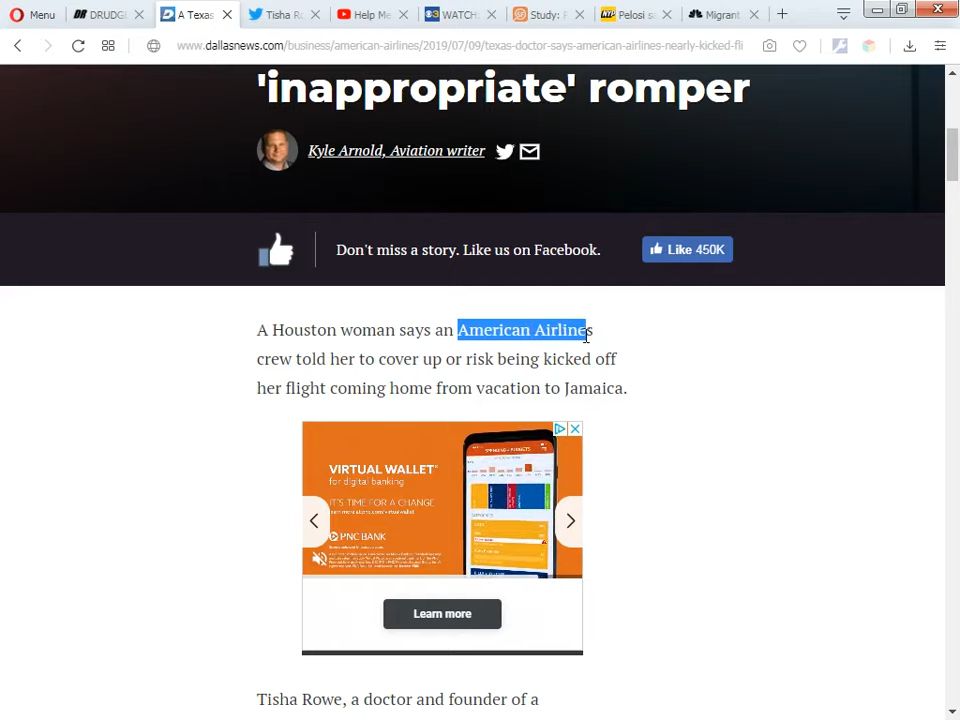 Menu
DRUDG
A Texas
Tisha R
Help Me
WATCH:
Study: F
Pelosi s
Migrant
www.dallasnews.com/business/american-airlines/2019/07/09/texas-doctor-says-american-airlines-nearly-kicked-fli
'inappropriate' romper
Kyle Arnold, Aviation writer
Don't miss a story. Like us on Facebook.
Like 450K
A Houston woman says an American Airlines
crew told her to cover up or risk being kicked off
her flight coming home from vacation to Jamaica.
VIRTUAL WALLET®
for digital banking
IT'S TIME FOR A CHANGE
PNC BANK
Learn more
Tisha Rowe, a doctor and founder of a